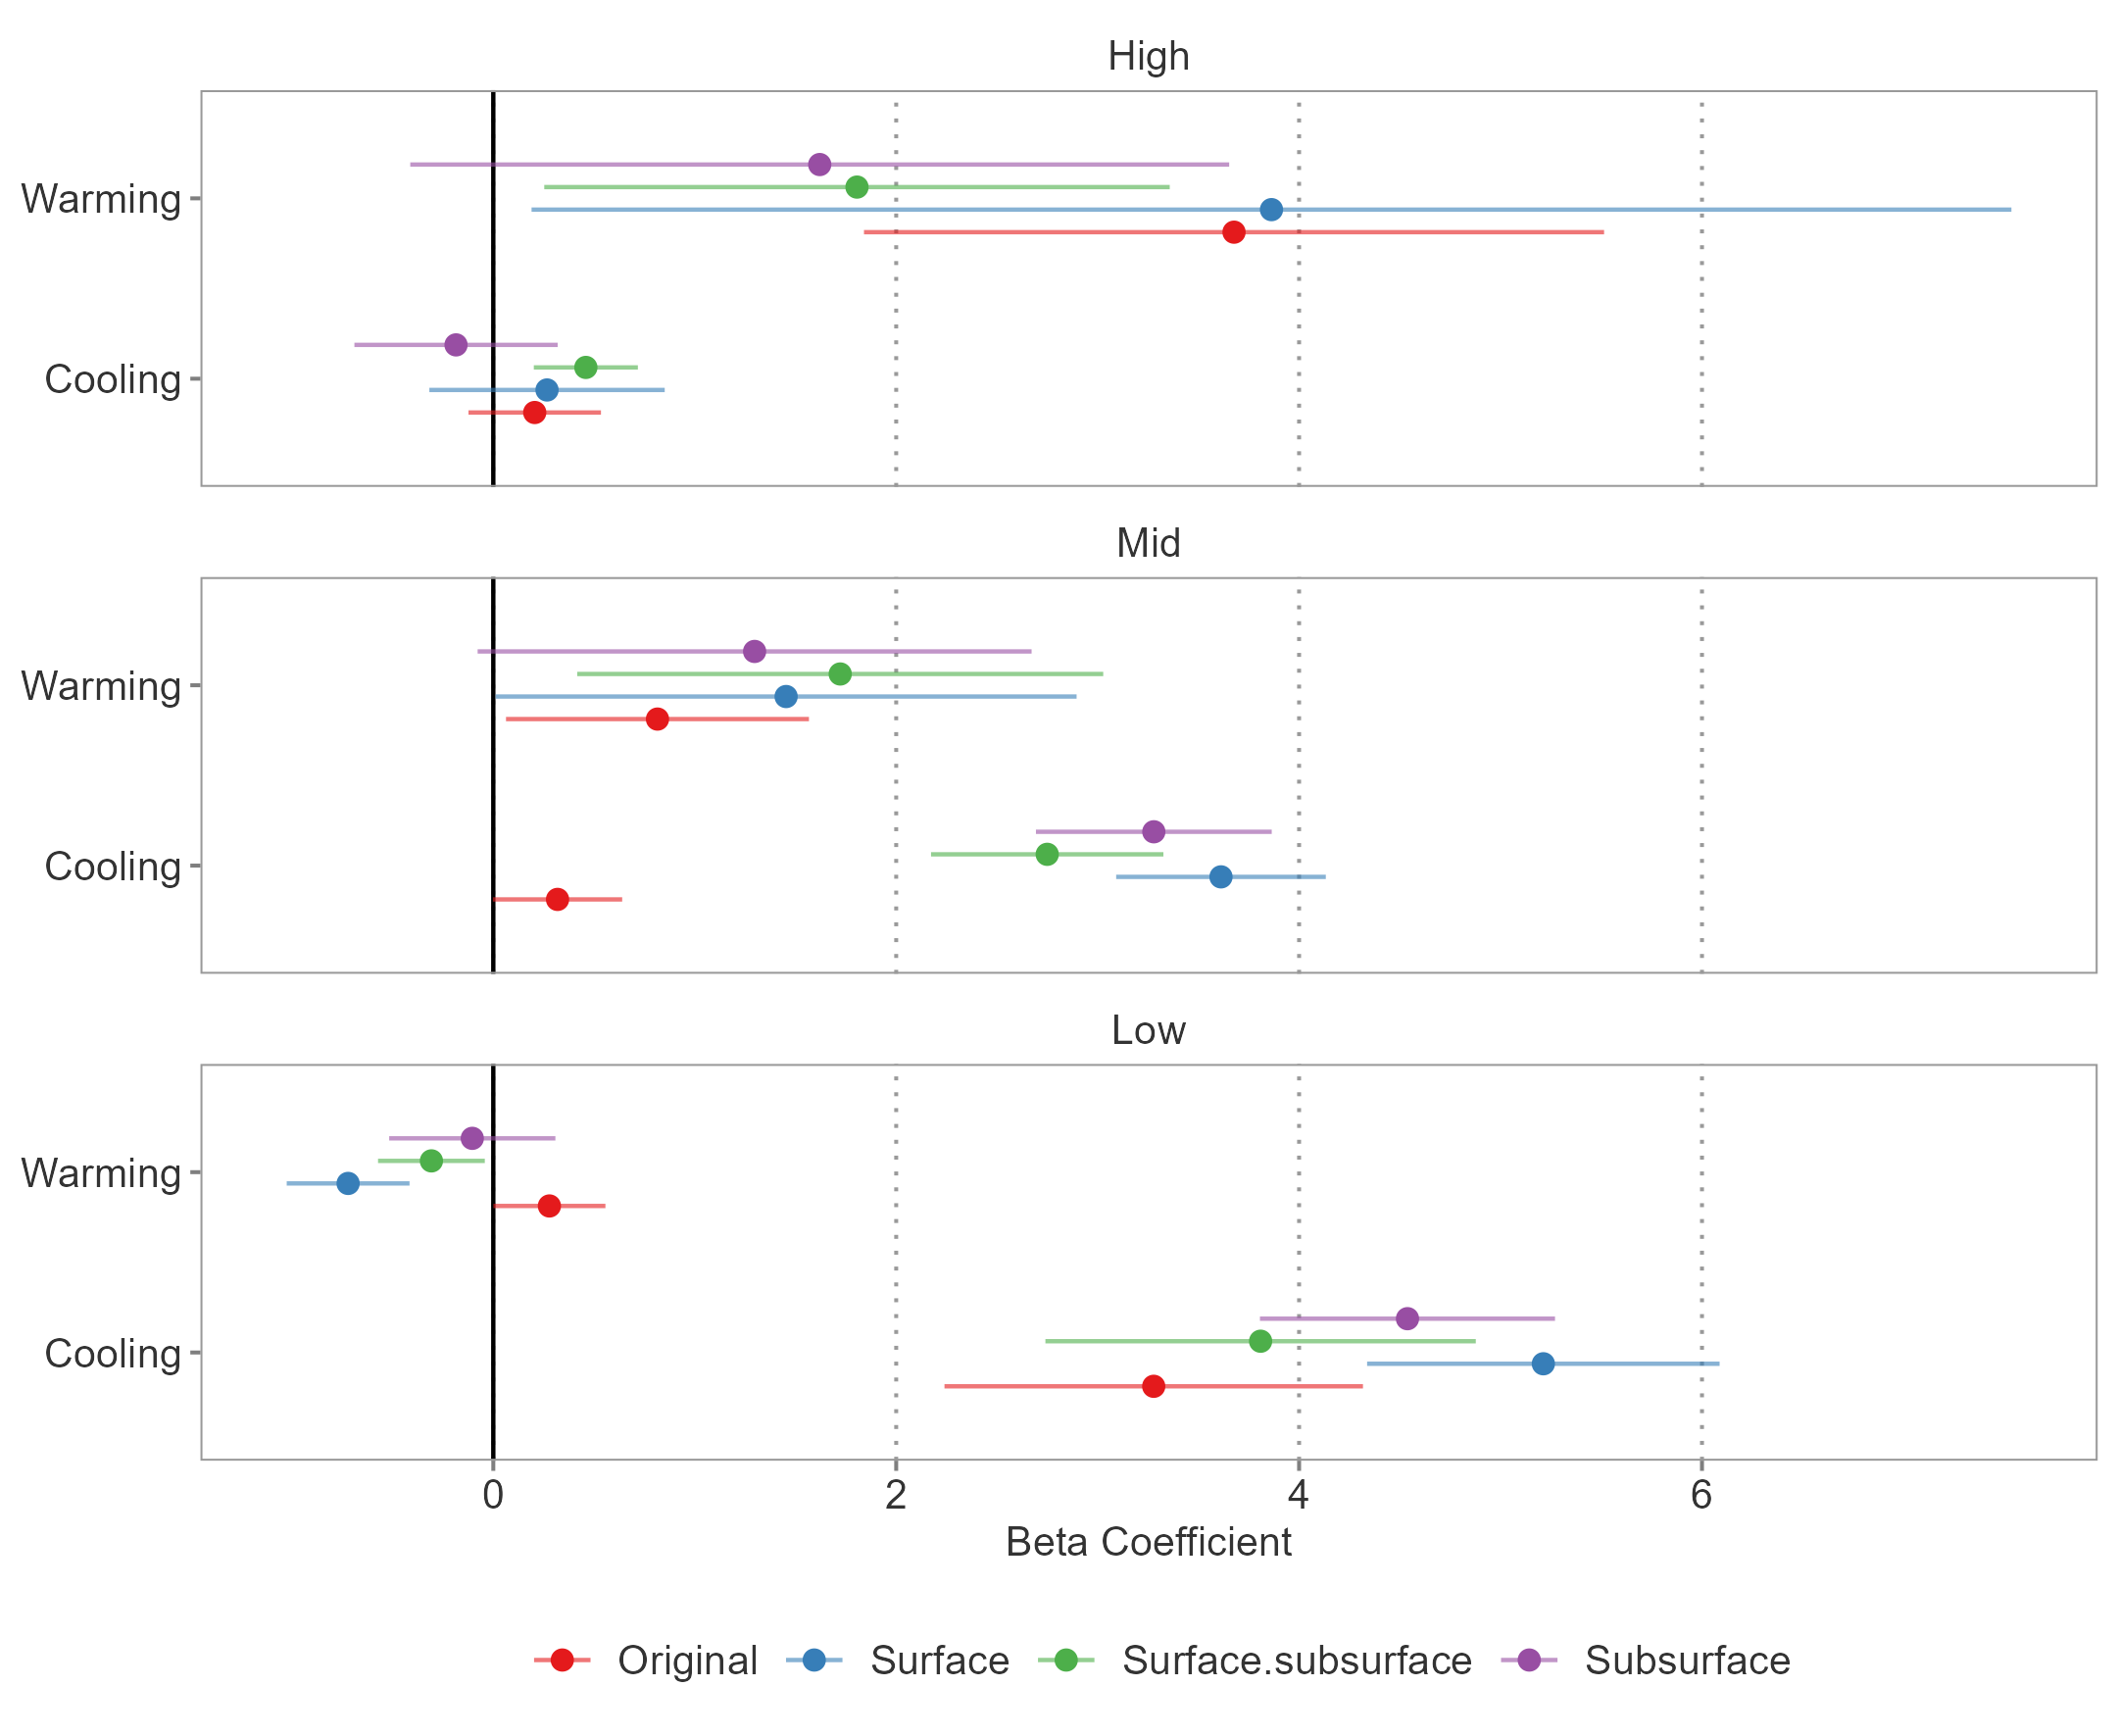 High
Warming
Cooling
Mid
Warming
Cooling
Low
Warming
Cooling
0 2 4 6
Beta Coefficient
Original Surface Surface.subsurface Subsurface